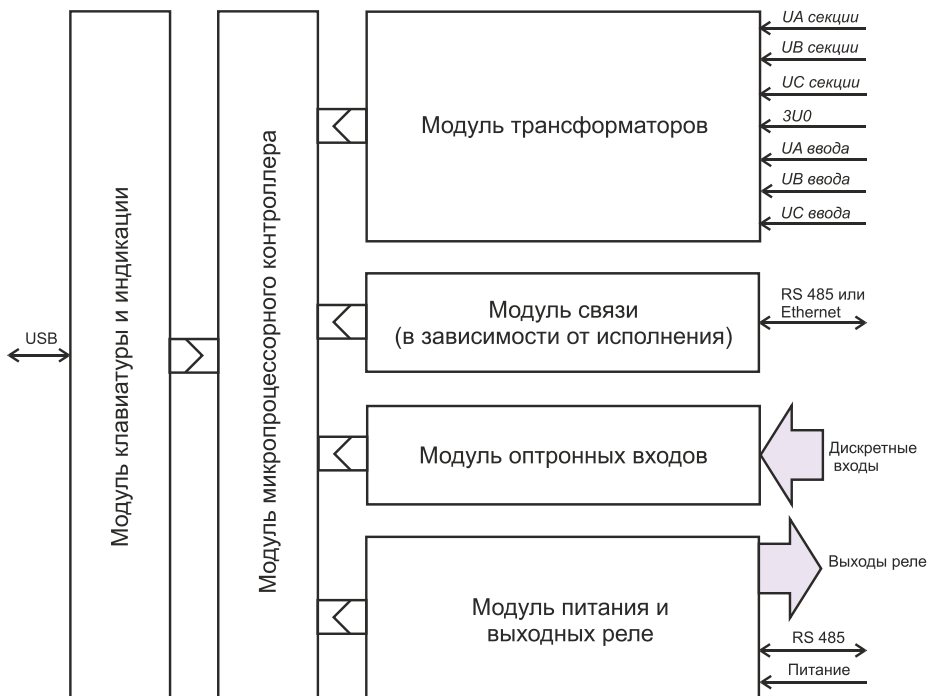 USB
Модуль клавиатуры и индикации
Модуль микропроцессорного контроллера
Модуль трансформаторов
UA секции
UB секции
UC секции
3U0
UA ввода
UB ввода
UC ввода
Модуль связи
(в зависимости от исполнения)
RS 485 или
Ethernet
Модуль оптронных входов
Дискретные
входы
Модуль питания и
выходных реле
Выходы реле
RS 485
Питание